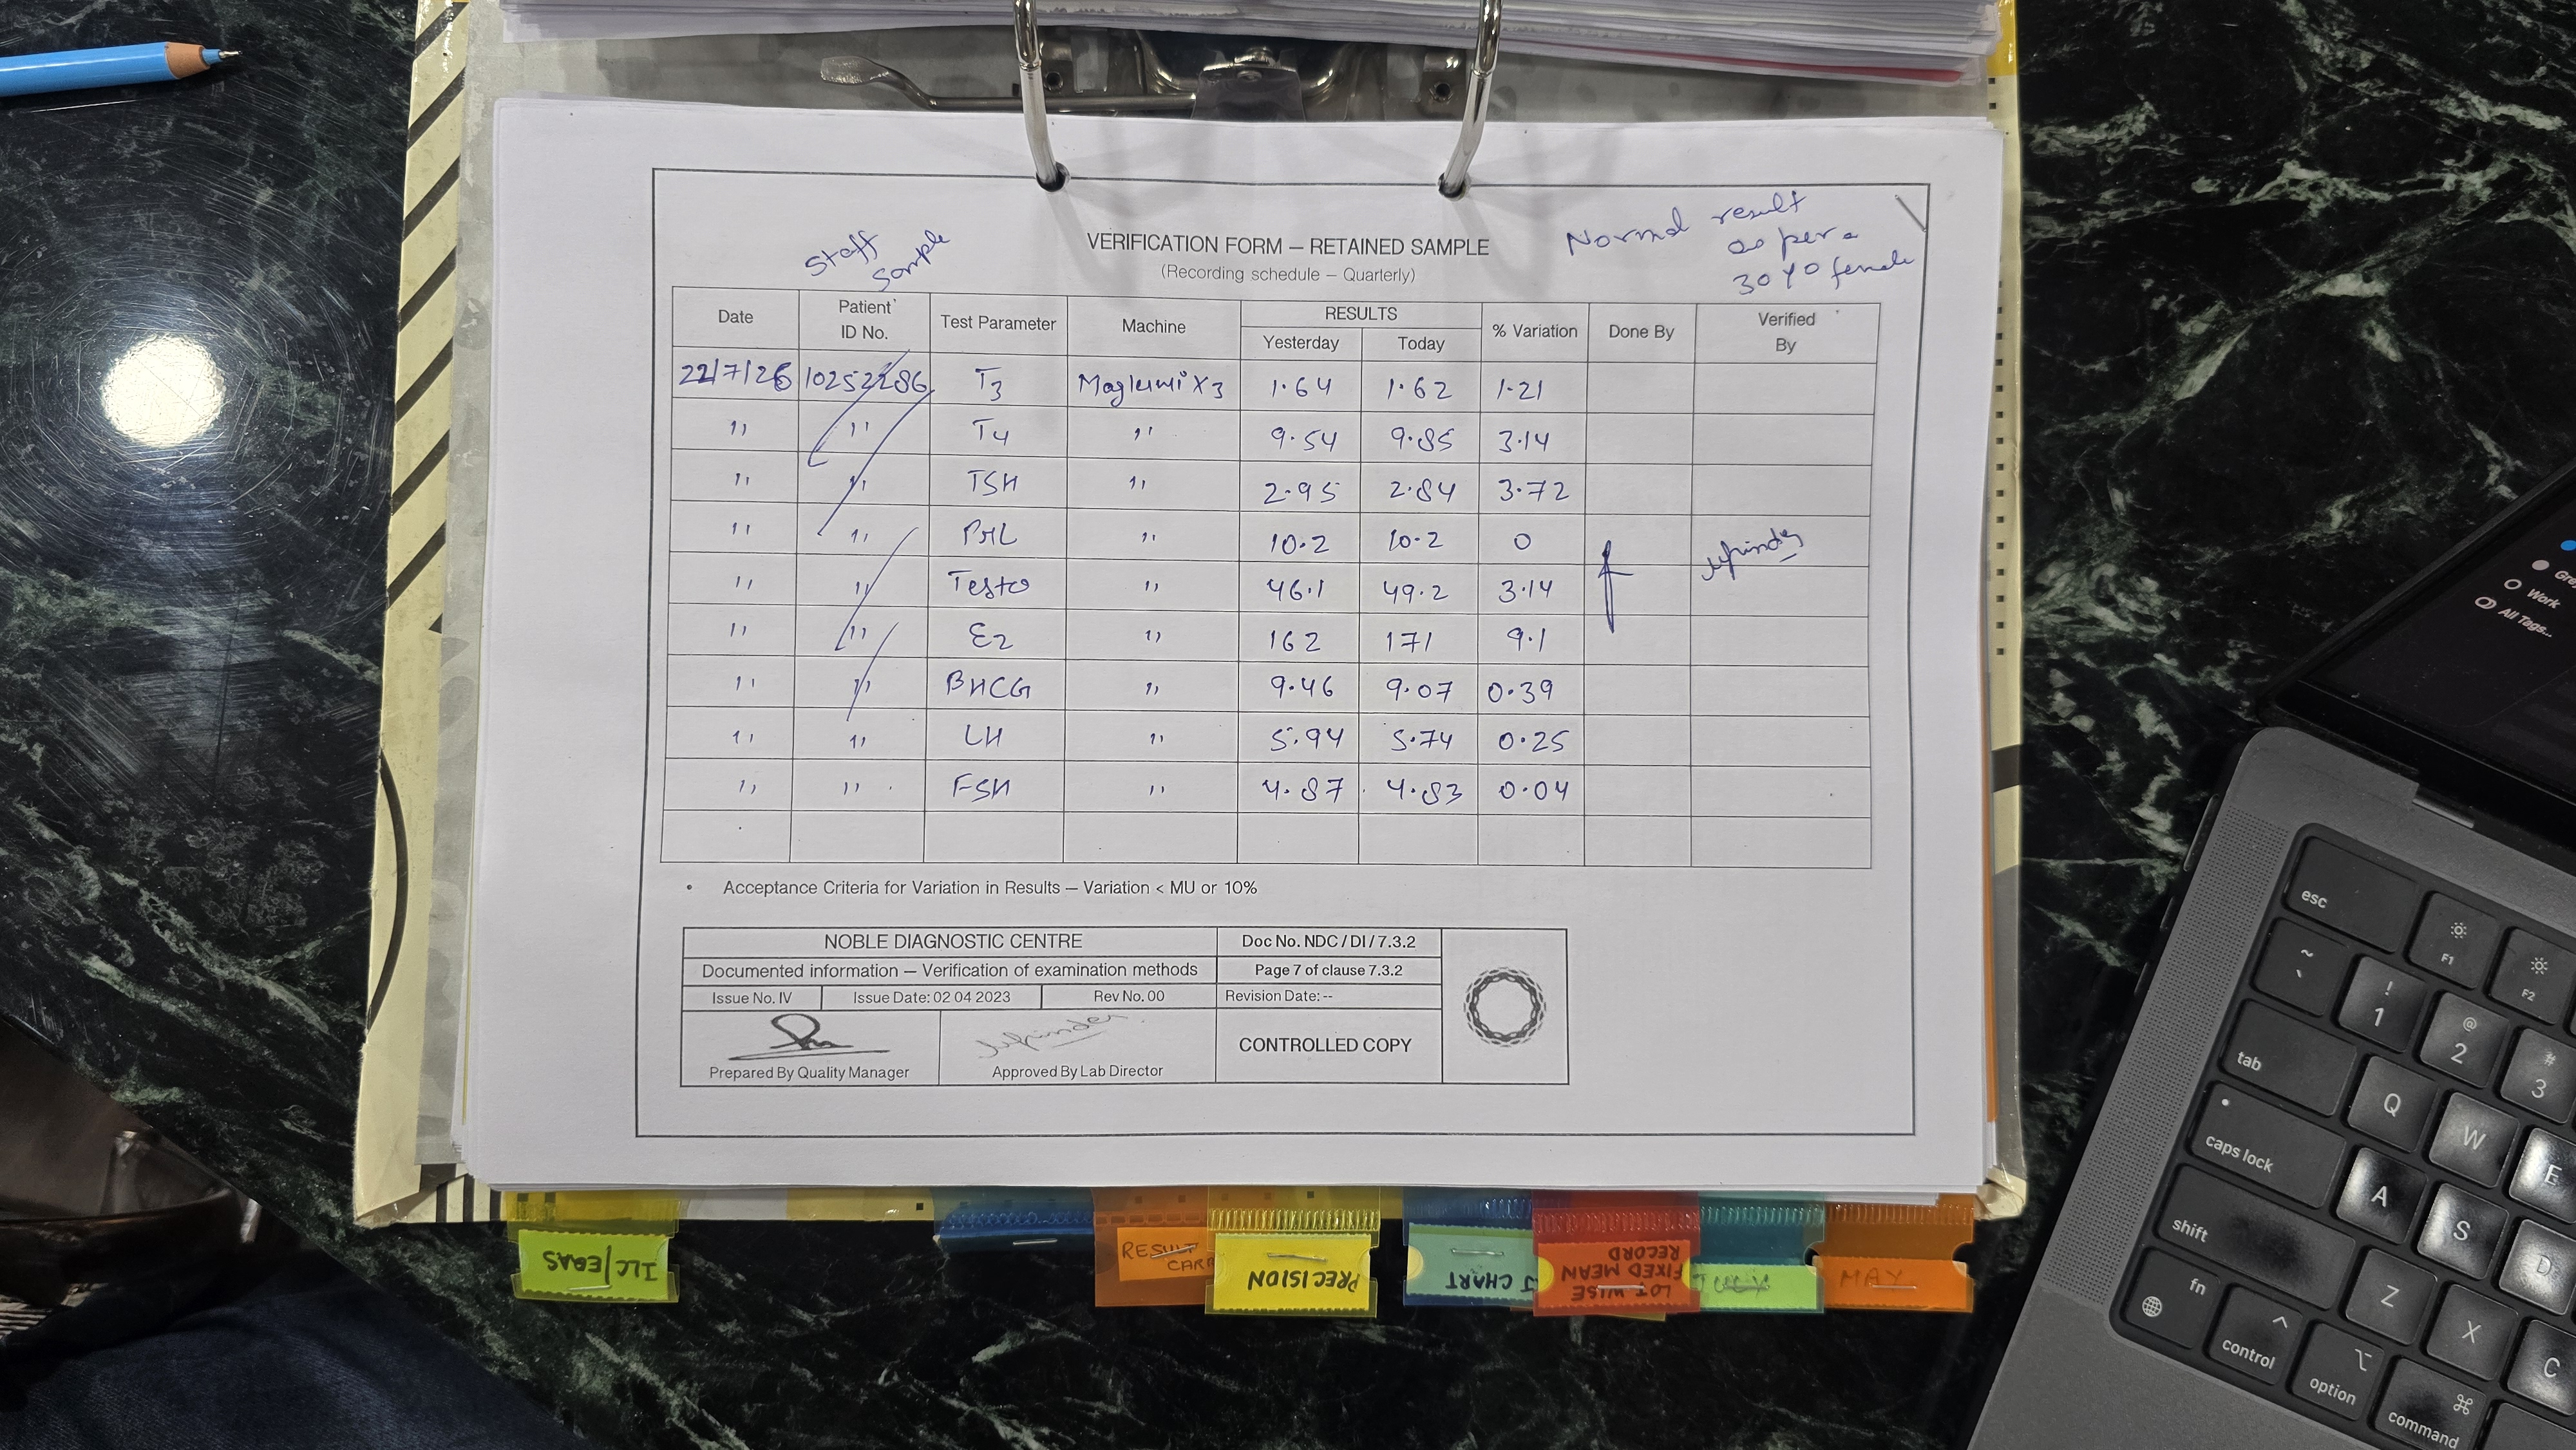 VERIFICATION FORM – RETAINED SAMPLE
(Recording schedule – Quarterly)
Staff
Sample
Normal result
as per a
30 yo female
Date Patient ID No. Test Parameter Machine RESULTS Yesterday Today % Variation Done By Verified By
22/7/26 T3 Maglumi X3 1.64 1.62 1.21
,, ,, T4 ,, 9.54 9.85 3.14
,, ,, TSH ,, 2.95 2.84 3.72
,, ,, PRL ,, 10.2 10.2 0
,, ,, Testo ,, 46.1 49.2 3.14
,, ,, E2 ,, 162 171 9.1
,, ,, BHCG ,, 9.46 9.07 0.39
,, ,, LH ,, 5.94 5.74 0.25
,, ,, FSH ,, 4.87 4.83 0.04
• Acceptance Criteria for Variation in Results – Variation < MU or 10%
NOBLE DIAGNOSTIC CENTRE Doc No. NDC / DI / 7.3.2
Documented information – Verification of examination methods Page 7 of clause 7.3.2
Issue No. IV Issue Date: 02.04.2023 Rev No. 00 Revision Date:--
Prepared By Quality Manager Approved By Lab Director CONTROLLED COPY
ILC/EQAS
RESULT
PRECISION
J CHART
LOT WISE
FIXED MEAN
RECORD
MAY
esc
~ ! 1 @ 2 # 3
F1 F2
tab Q W E
caps lock A S D
shift Z X C
fn control option command
All Tags...
Work